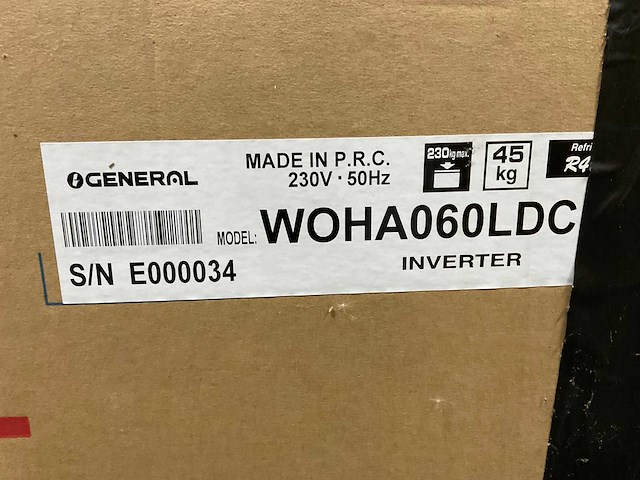 GENERAL
MADE IN P.R.C.
230V · 50Hz
230kg max.
45
kg
MODEL: WOHA060LDC
S/N E000034
INVERTER